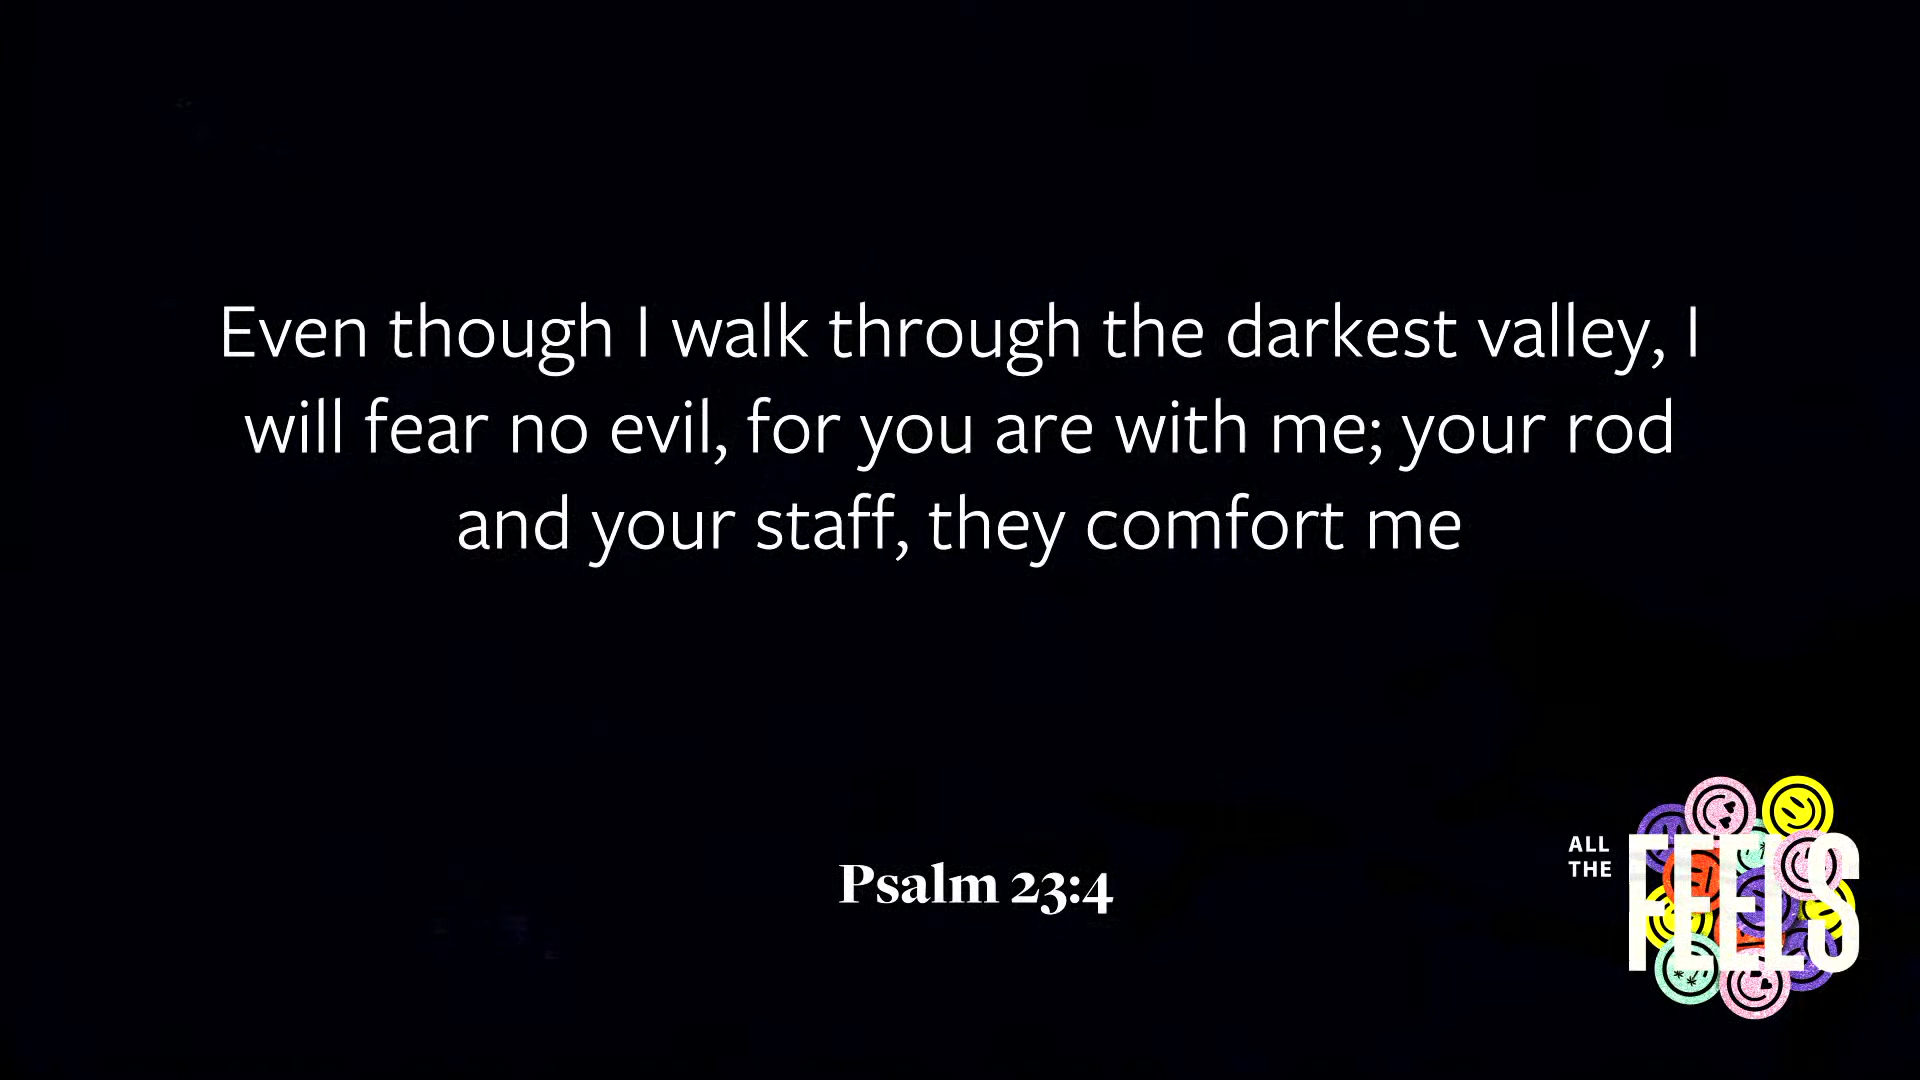 Even though I walk through the darkest valley, I
will fear no evil, for you are with me; your rod
and your staff, they comfort me
Psalm 23:4
ALL
THE
FEELS